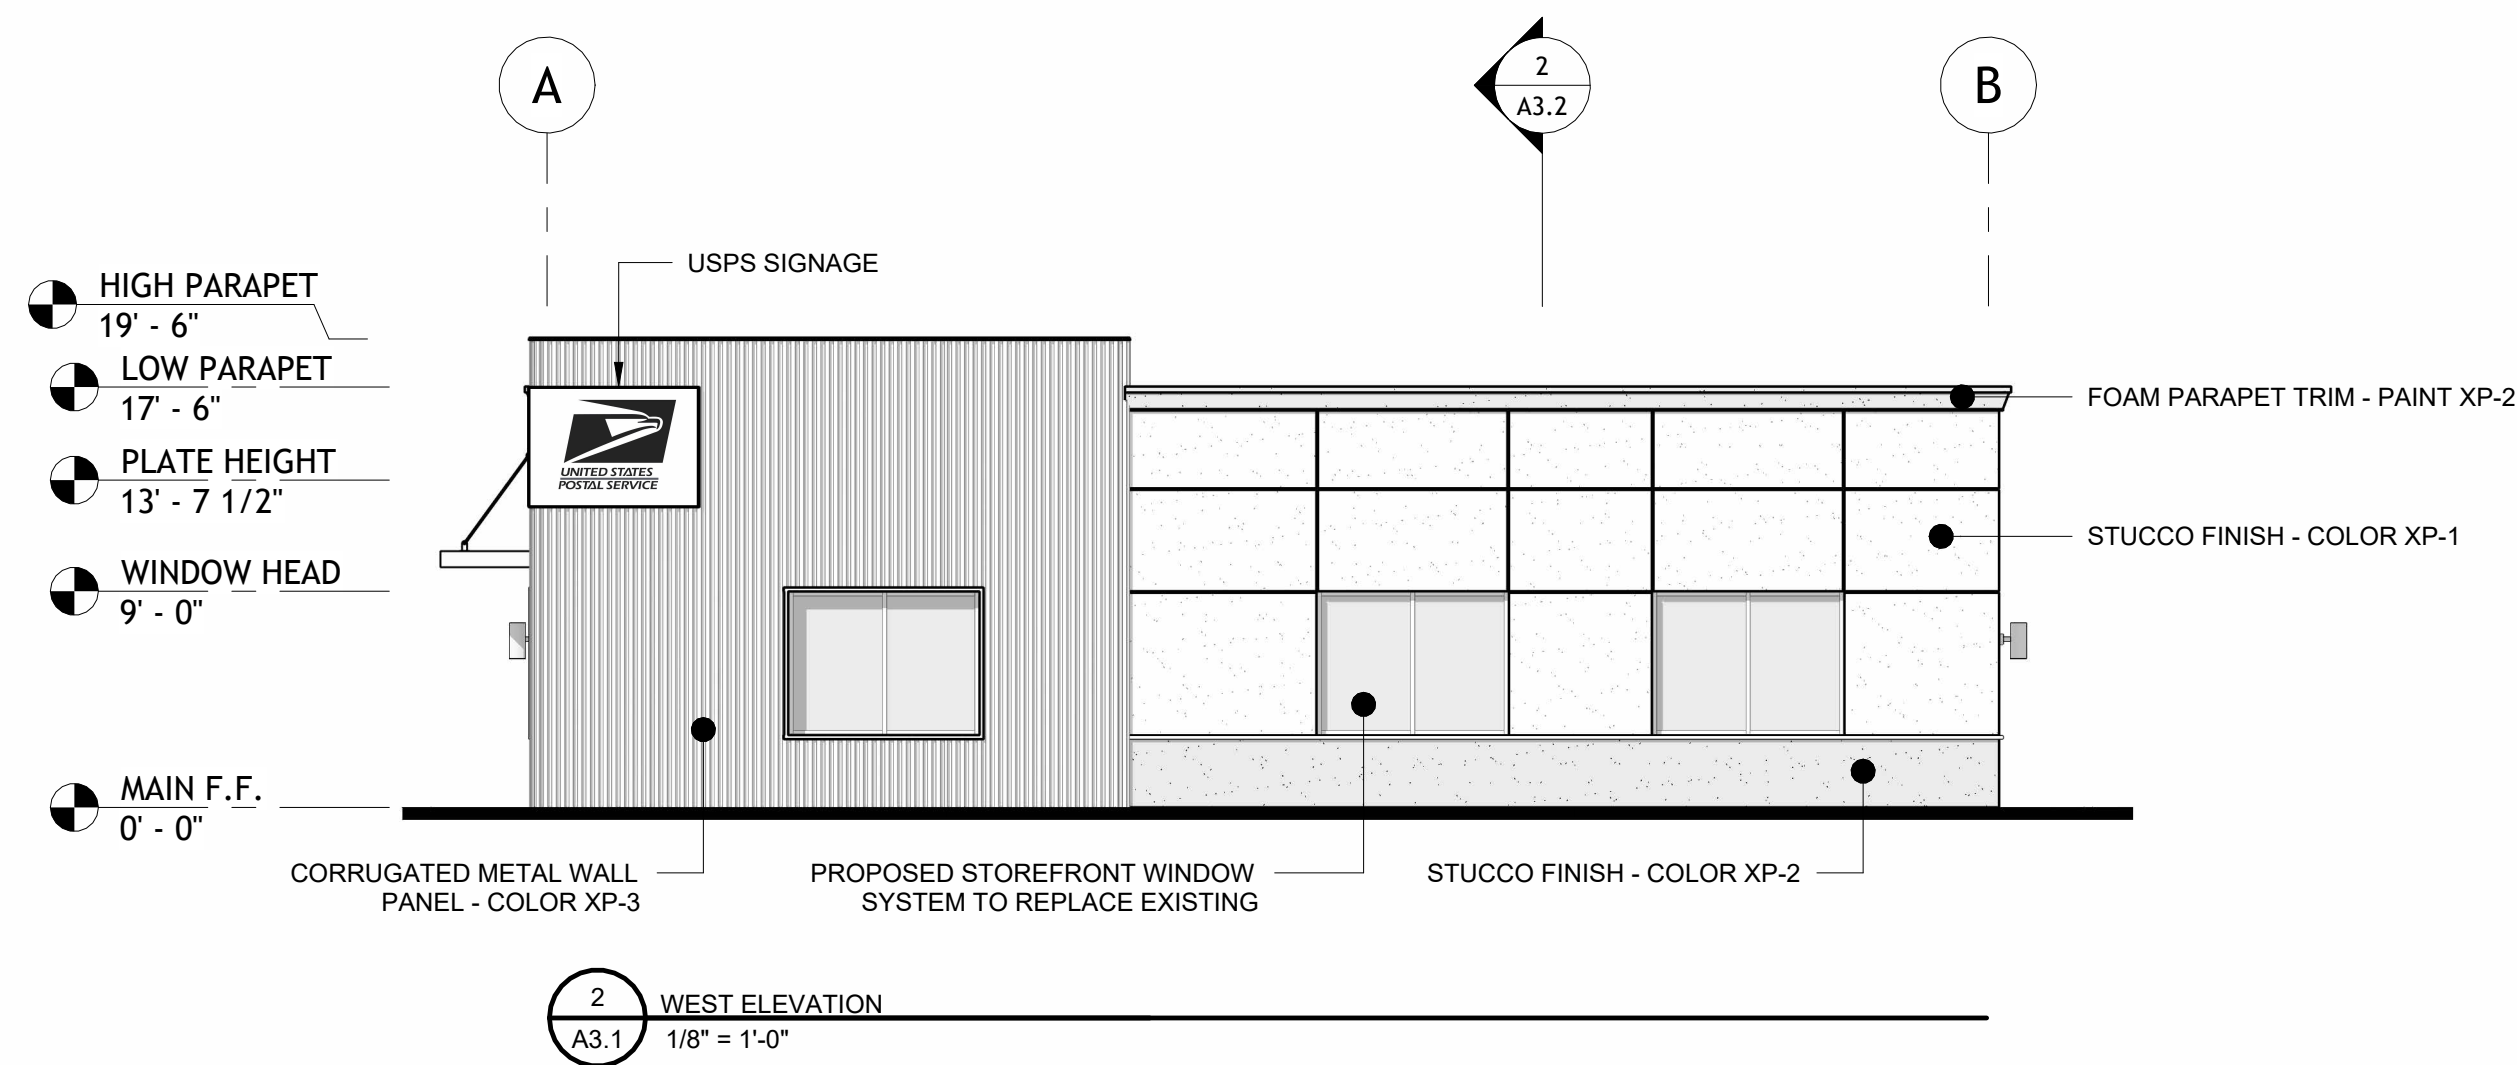 A
2
A3.2
B
USPS SIGNAGE
HIGH PARAPET
19' - 6"
LOW PARAPET
17' - 6"
FOAM PARAPET TRIM - PAINT XP-2
PLATE HEIGHT
13' - 7 1/2"
UNITED STATES
POSTAL SERVICE
STUCCO FINISH - COLOR XP-1
WINDOW HEAD
9' - 0"
MAIN F.F.
0' - 0"
CORRUGATED METAL WALL
PANEL - COLOR XP-3
PROPOSED STOREFRONT WINDOW
SYSTEM TO REPLACE EXISTING
STUCCO FINISH - COLOR XP-2
2
A3.1
WEST ELEVATION
1/8" = 1'-0"